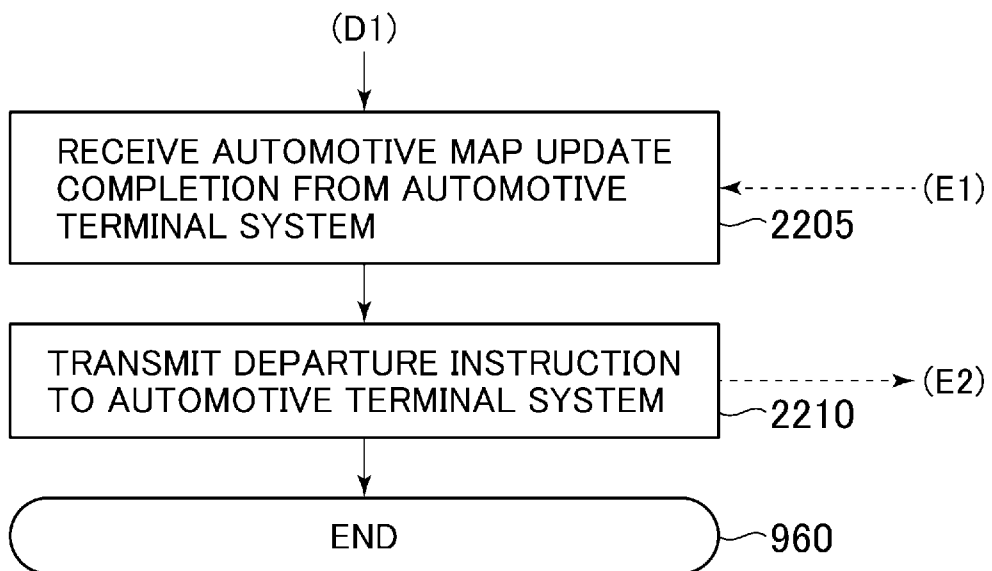 (D1)
RECEIVE AUTOMOTIVE MAP UPDATE
COMPLETION FROM AUTOMOTIVE
TERMINAL SYSTEM
(E1)
2205
TRANSMIT DEPARTURE INSTRUCTION
TO AUTOMOTIVE TERMINAL SYSTEM
(E2)
2210
END
960